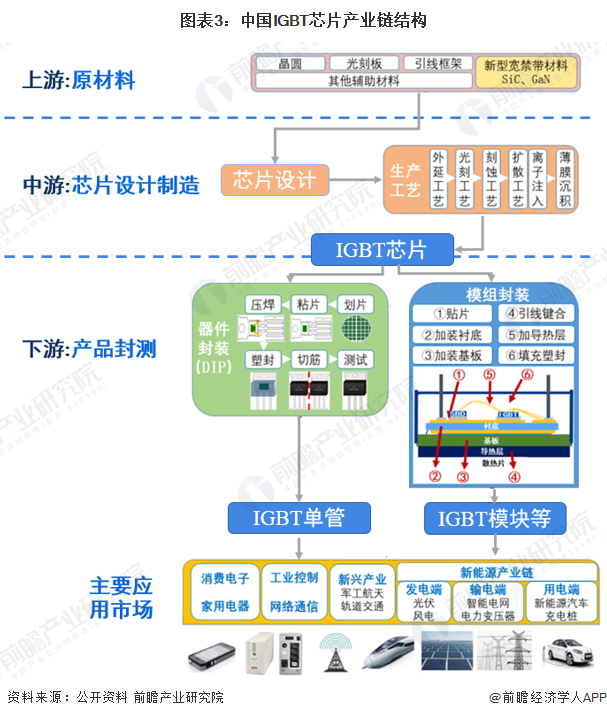 图表3：中国IGBT芯片产业链结构
上游:原材料
晶圆
光刻板
引线框架
其他辅助材料
新型宽禁带材料
SiC、GaN
中游:芯片设计制造
芯片设计
生产
工艺
外延工艺
光刻工艺
刻蚀工艺
扩散工艺
离子注入
薄膜沉积
IGBT芯片
下游:产品封测
器件
封装
(DIP)
压焊
粘片
划片
塑封
切筋
测试
模组封装
①贴片
④引线键合
②加装衬底
⑤加导热层
③加装基板
⑥填充塑封
①
⑤
⑥
SBD
IGBT
衬底
基板
导热层
散热片
②
③
④
IGBT单管
IGBT模块等
主要应
用市场
消费电子
家用电器
工业控制
网络通信
新兴产业
军工航天
轨道交通
新能源产业链
发电端
光伏
风电
输电端
智能电网
电力变压器
用电端
新能源汽车
充电桩
前瞻产业研究院
资料来源：公开资料 前瞻产业研究院
@前瞻经济学人APP